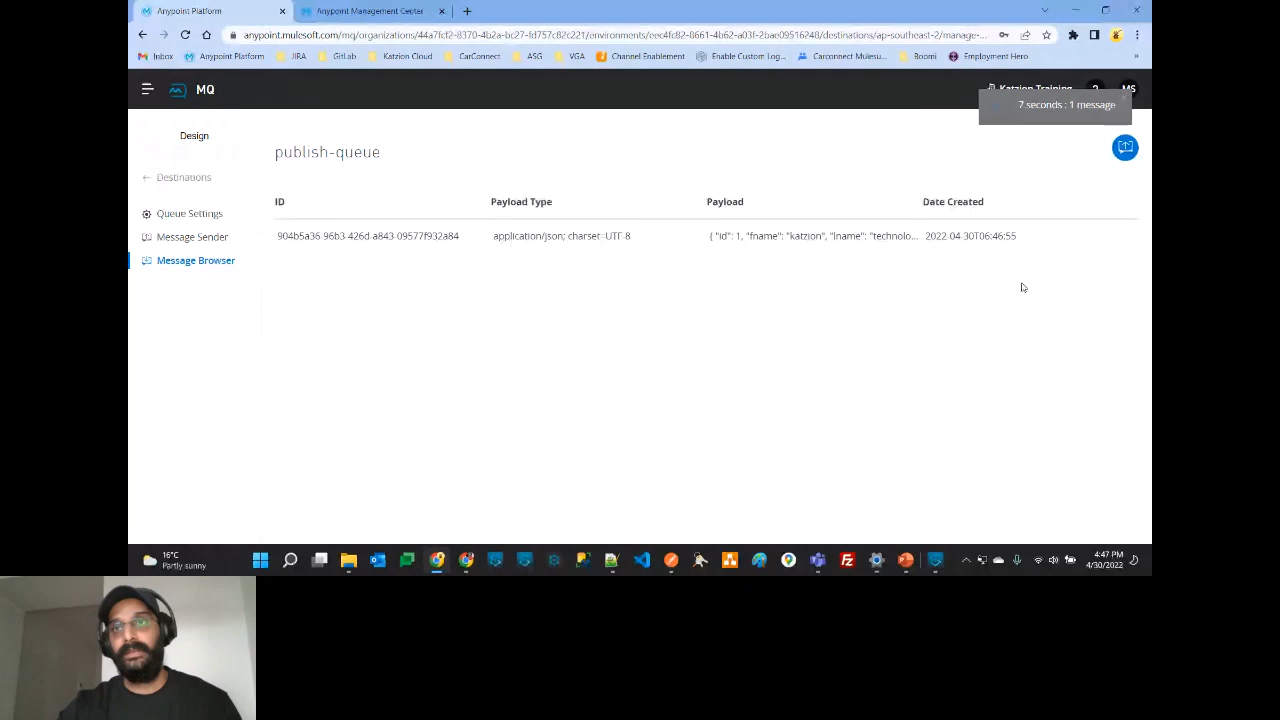 Anypoint Platform
Anypoint Management Center
anypoint.mulesoft.com/mq/organizations/44a7fcf2-8370-4b2a-bc27-fd757c82c221/environments/eec4fc82-8661-4b62-a03f-2bae09516248/destinations/ap-southeast-2/manage-...
Inbox Anypoint Platform JIRA GitLab Katzion Cloud CarConnect ASG VGA Channel Enablement Enable Custom Log... Carconnect Mulesu... Boomi Employment Hero
MQ
Katzion Training ? MS
7 seconds : 1 message
Design
publish-queue
Destinations
ID Payload Type Payload Date Created
Queue Settings
904b5a36-96b3-426d-a843-09577f932a84 application/json; charset=UTF-8 { "id": 1, "fname": "katzion", "lname": "technolo... 2022-04-30T06:46:55
Message Sender
Message Browser
16°C
Partly sunny
4:47 PM
4/30/2022